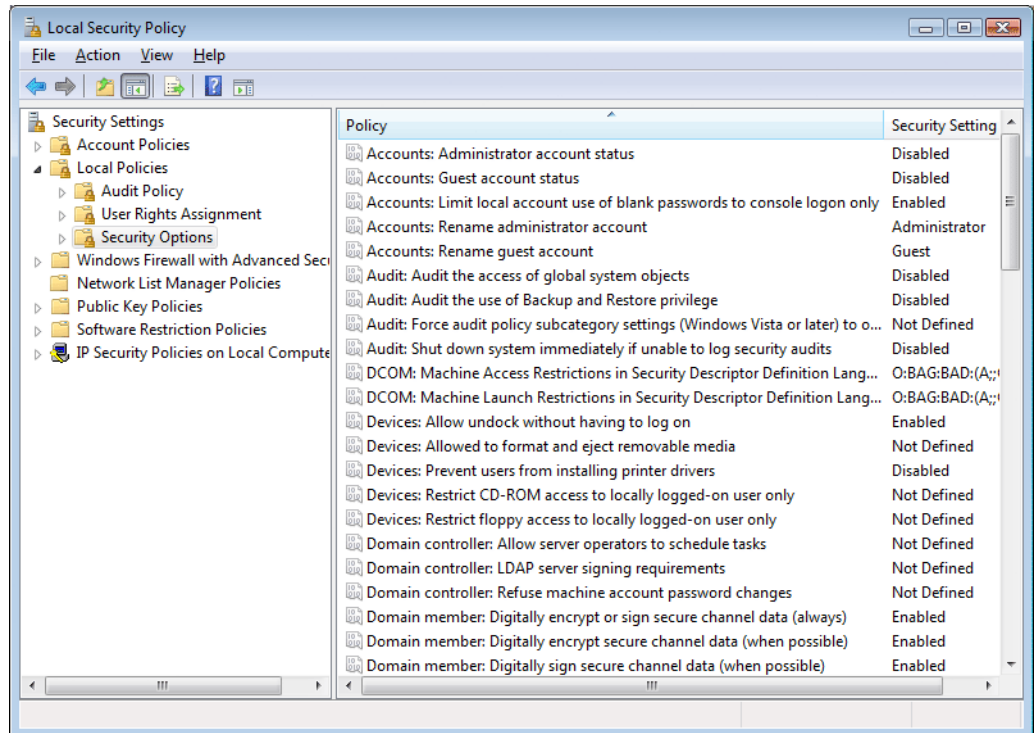 Local Security Policy
File Action View Help
Security Settings
Account Policies
Local Policies
Audit Policy
User Rights Assignment
Security Options
Windows Firewall with Advanced Secu
Network List Manager Policies
Public Key Policies
Software Restriction Policies
IP Security Policies on Local Compute
Policy Security Setting
Accounts: Administrator account status Disabled
Accounts: Guest account status Disabled
Accounts: Limit local account use of blank passwords to console logon only Enabled
Accounts: Rename administrator account Administrator
Accounts: Rename guest account Guest
Audit: Audit the access of global system objects Disabled
Audit: Audit the use of Backup and Restore privilege Disabled
Audit: Force audit policy subcategory settings (Windows Vista or later) to o... Not Defined
Audit: Shut down system immediately if unable to log security audits Disabled
DCOM: Machine Access Restrictions in Security Descriptor Definition Lang... O:BAG:BAD:(A;;
DCOM: Machine Launch Restrictions in Security Descriptor Definition Lang... O:BAG:BAD:(A;;
Devices: Allow undock without having to log on Enabled
Devices: Allowed to format and eject removable media Not Defined
Devices: Prevent users from installing printer drivers Disabled
Devices: Restrict CD-ROM access to locally logged-on user only Not Defined
Devices: Restrict floppy access to locally logged-on user only Not Defined
Domain controller: Allow server operators to schedule tasks Not Defined
Domain controller: LDAP server signing requirements Not Defined
Domain controller: Refuse machine account password changes Not Defined
Domain member: Digitally encrypt or sign secure channel data (always) Enabled
Domain member: Digitally encrypt secure channel data (when possible) Enabled
Domain member: Digitally sign secure channel data (when possible) Enabled